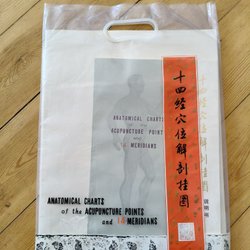 ANATOMICAL CHARTS
of the
ACUPUNCTURE POINTS
and
14 MERIDIANS
十四经穴位解剖挂图
ANATOMICAL CHARTS
of the ACUPUNCTURE POINTS
and 14 MERIDIANS